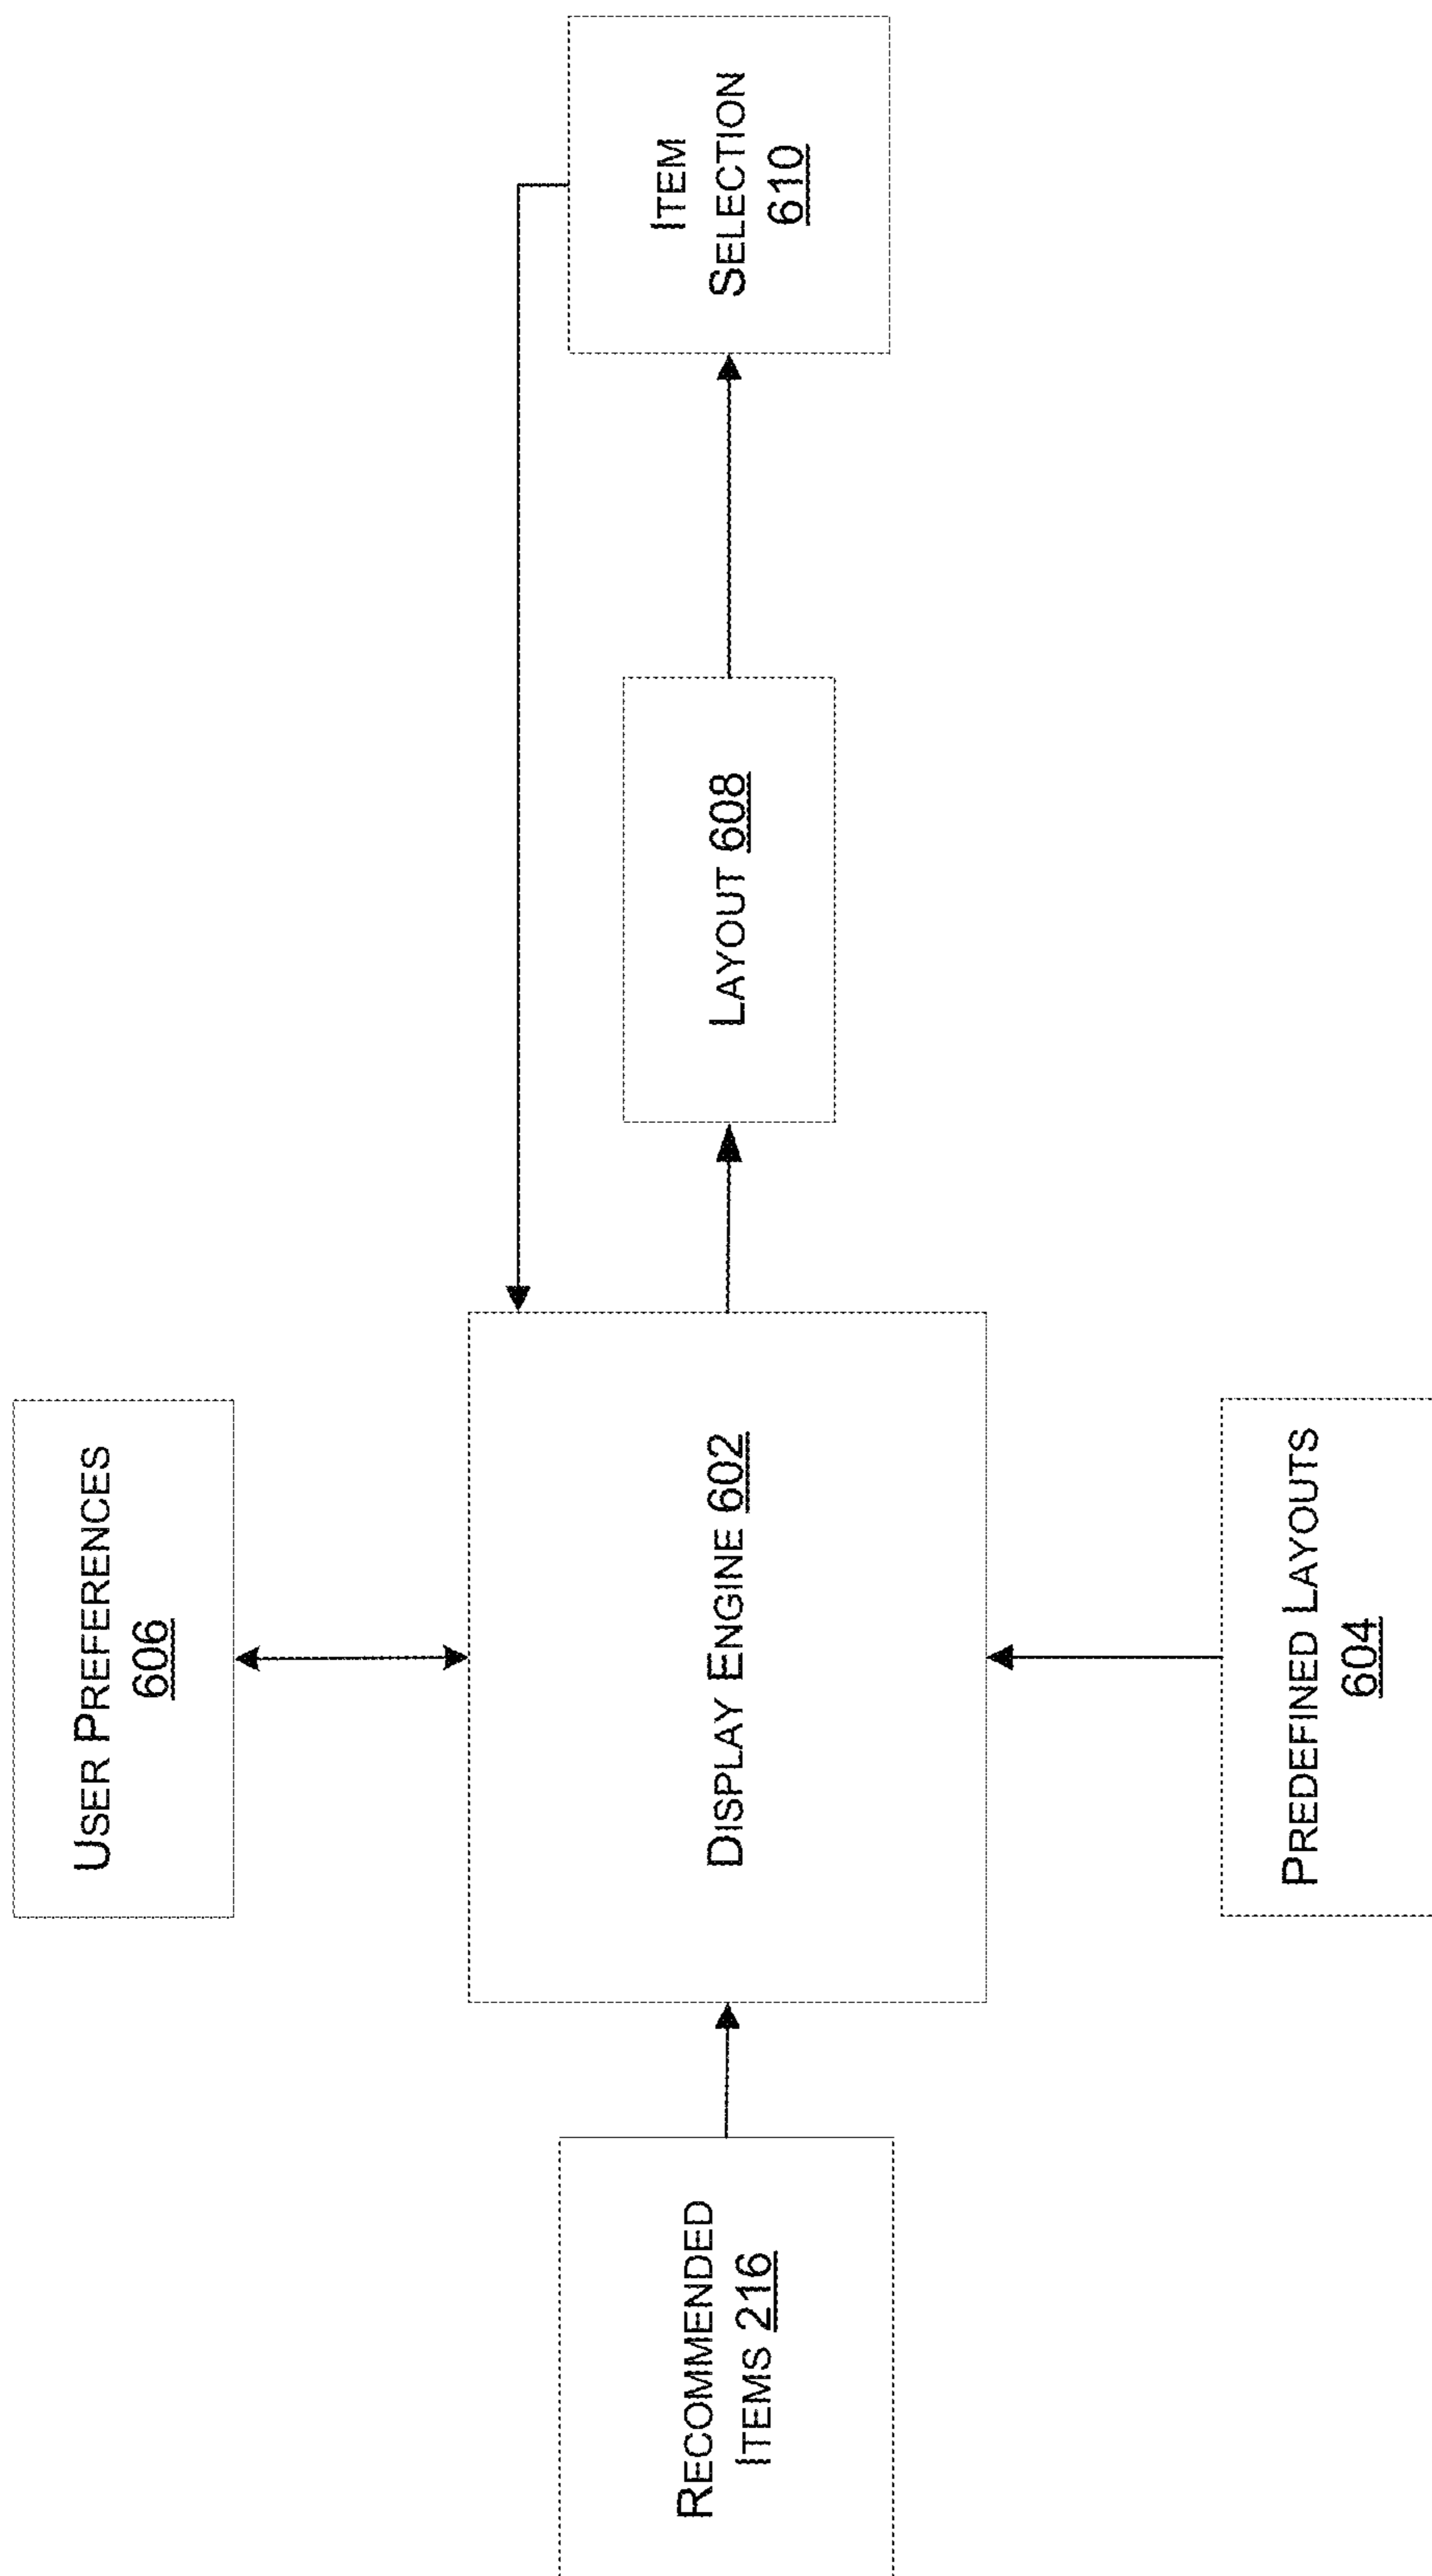 USER PREFERENCES
606
RECOMMENDED
ITEMS 216
DISPLAY ENGINE 602
LAYOUT 608
ITEM
SELECTION
610
PREDEFINED LAYOUTS
604